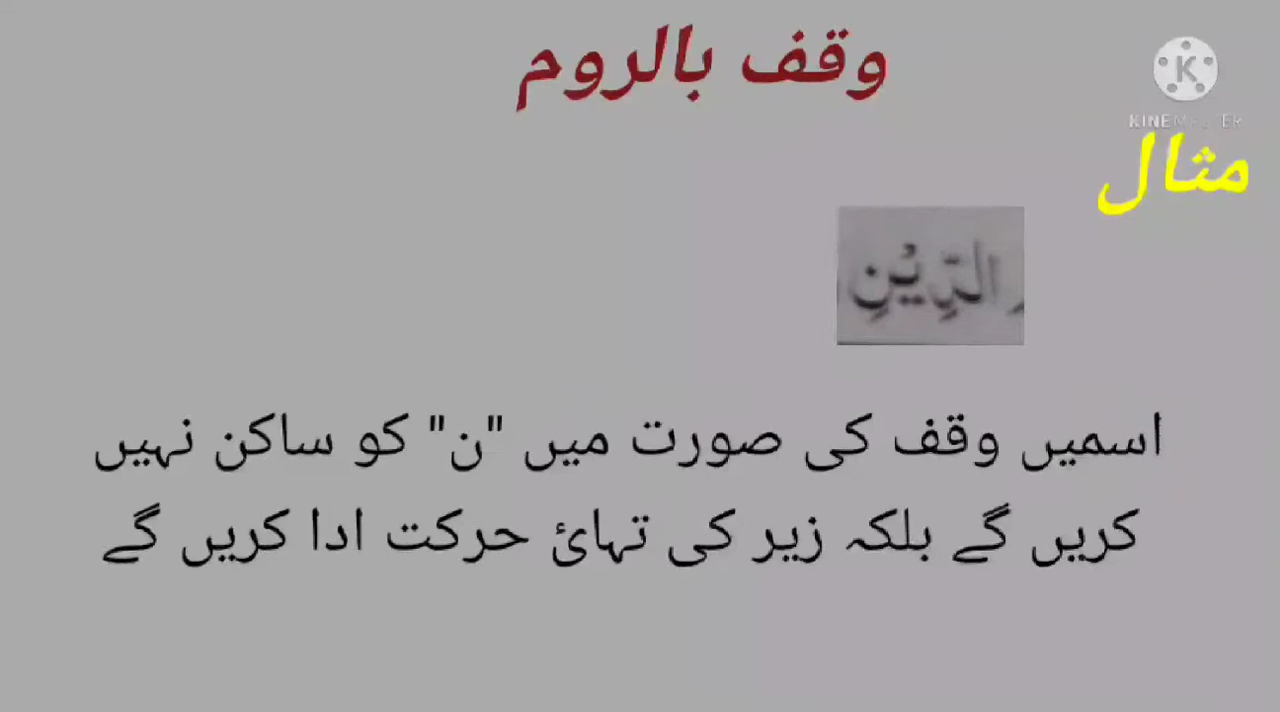 وقف بالروم
KINEMASTER
مثال
الدِّيْنِ
اسمیں وقف کی صورت میں "ن" کو ساکن نہیں
کریں گے بلکہ زیر کی تہائ حرکت ادا کریں گے